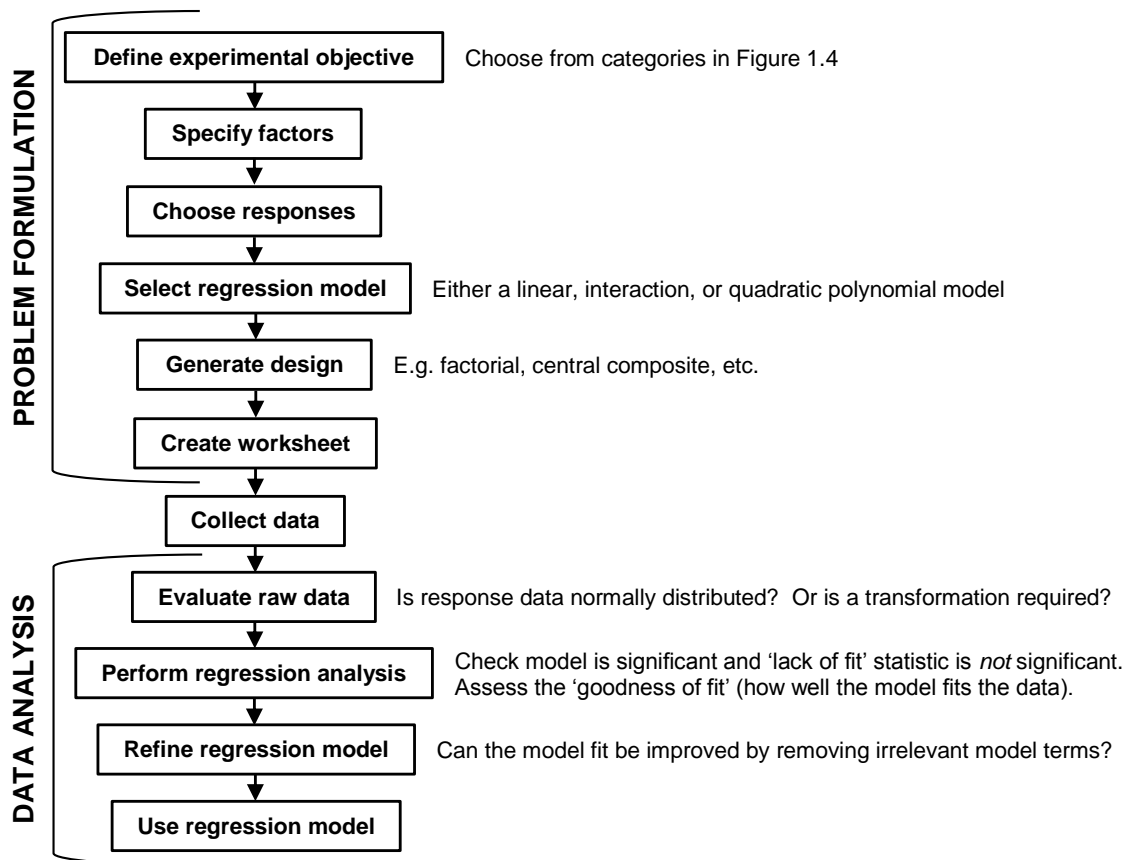 PROBLEM FORMULATION
Define experimental objective
Choose from categories in Figure 1.4
Specify factors
Choose responses
Select regression model
Either a linear, interaction, or quadratic polynomial model
Generate design
E.g. factorial, central composite, etc.
Create worksheet
Collect data
DATA ANALYSIS
Evaluate raw data
Is response data normally distributed?  Or is a transformation required?
Perform regression analysis
Check model is significant and ‘lack of fit’ statistic is not significant.
Assess the ‘goodness of fit’ (how well the model fits the data).
Refine regression model
Can the model fit be improved by removing irrelevant model terms?
Use regression model